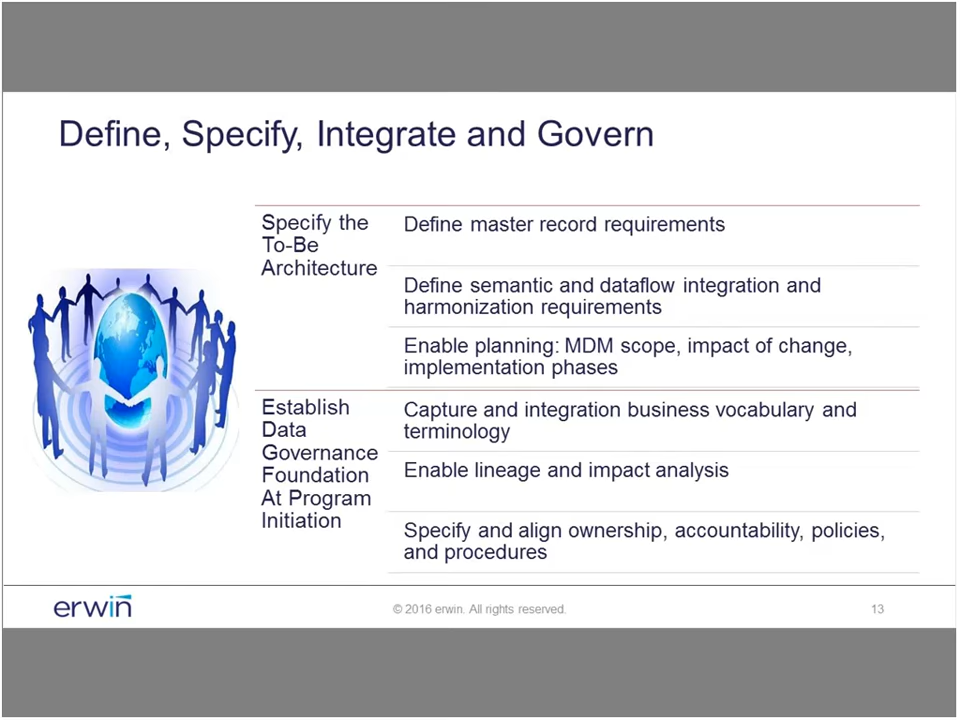 Define, Specify, Integrate and Govern
Specify the
To-Be
Architecture
Define master record requirements
Define semantic and dataflow integration and
harmonization requirements
Enable planning: MDM scope, impact of change,
implementation phases
Establish
Data
Governance
Foundation
At Program
Initiation
Capture and integration business vocabulary and
terminology
Enable lineage and impact analysis
Specify and align ownership, accountability, policies,
and procedures
erwin
© 2016 erwin. All rights reserved.
13